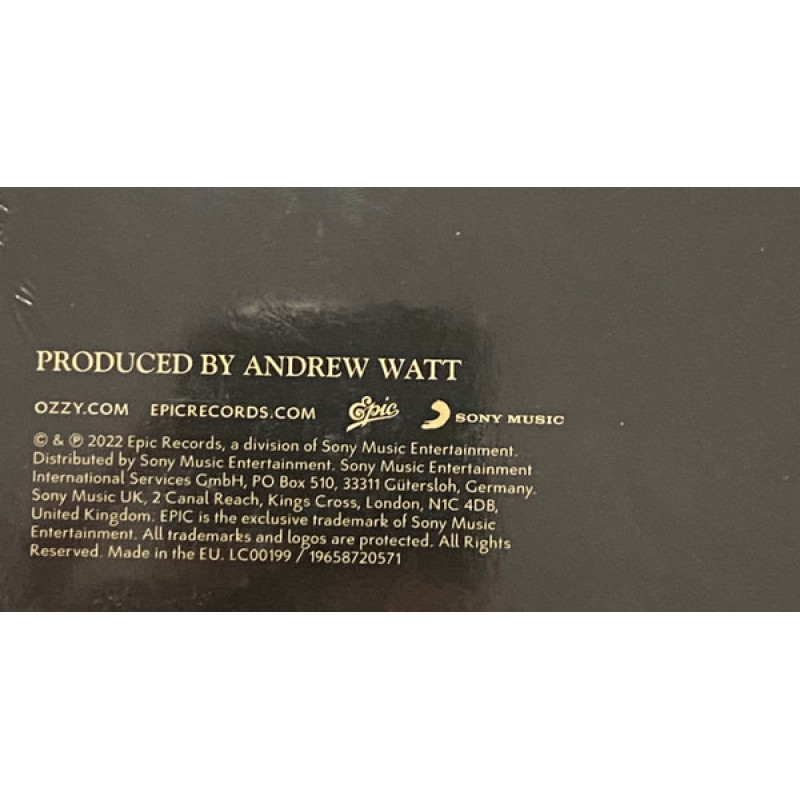 PRODUCED BY ANDREW WATT
OZZY.COM EPICRECORDS.COM Epic SONY MUSIC
© & ℗ 2022 Epic Records, a division of Sony Music Entertainment.
Distributed by Sony Music Entertainment. Sony Music Entertainment
International Services GmbH, PO Box 510, 33311 Gütersloh, Germany.
Sony Music UK, 2 Canal Reach, Kings Cross, London, N1C 4DB,
United Kingdom. EPIC is the exclusive trademark of Sony Music
Entertainment. All trademarks and logos are protected. All Rights
Reserved. Made in the EU. LC00199 / 19658720571